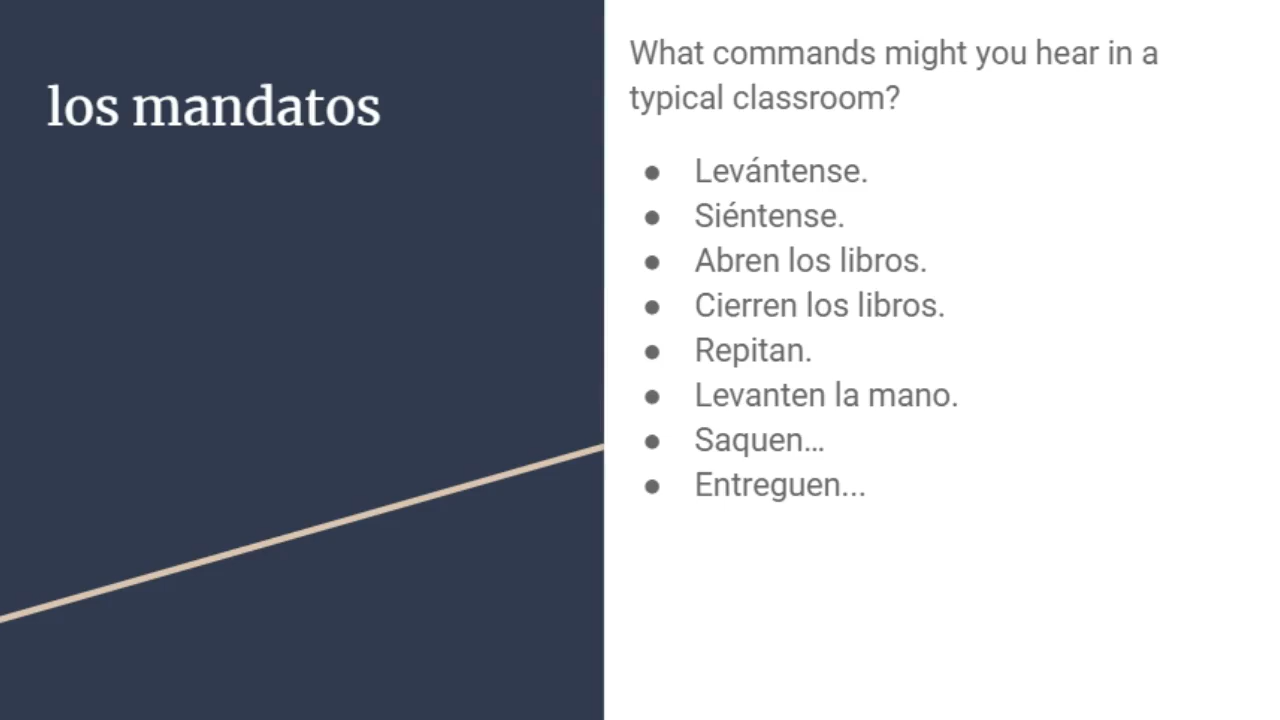 los mandatos
What commands might you hear in a
typical classroom?
● Levántense.
● Siéntense.
● Abren los libros.
● Cierren los libros.
● Repitan.
● Levanten la mano.
● Saquen…
● Entreguen...